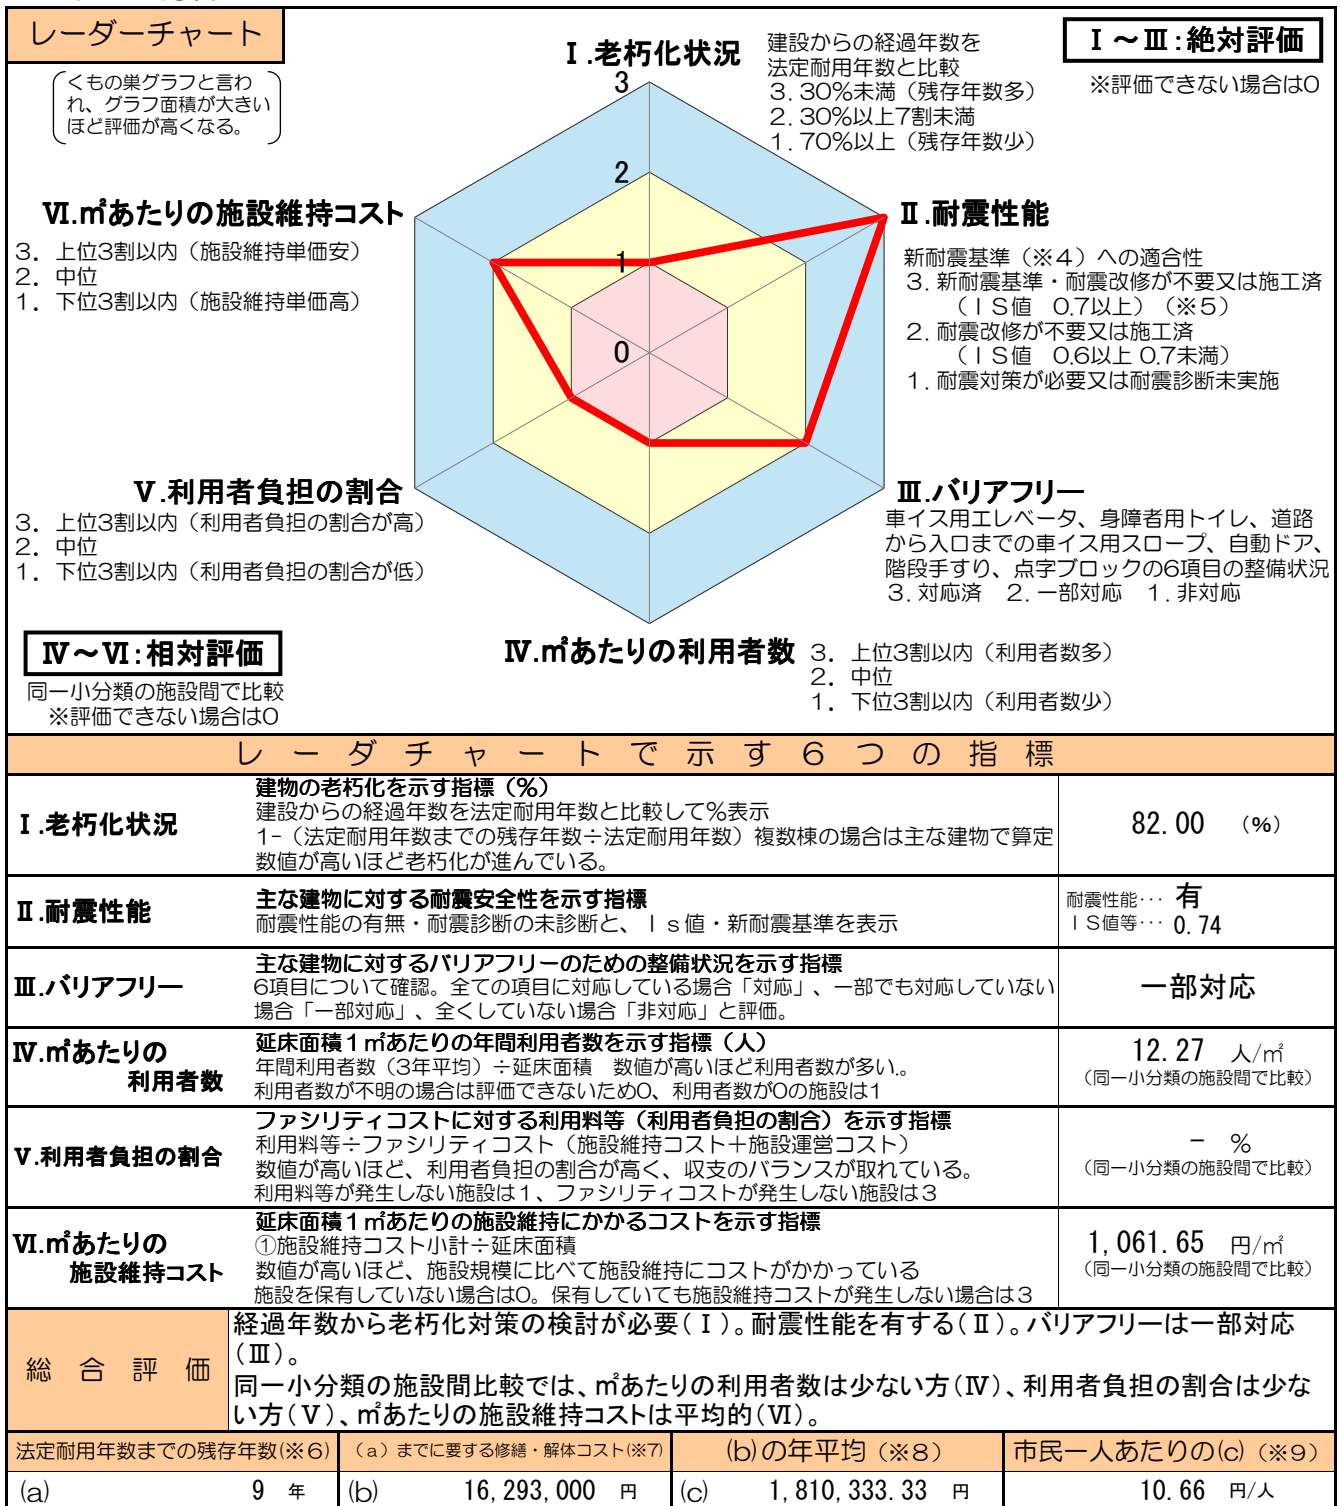 レーダーチャート
くもの巣グラフと言わ
れ、グラフ面積が大きい
ほど評価が高くなる。
Ⅰ.老朽化状況
建設からの経過年数を
法定耐用年数と比較
3. 30%未満（残存年数多）
2. 30%以上7割未満
1. 70%以上（残存年数少）
Ⅰ～Ⅲ:絶対評価
※評価できない場合は0
3
2
1
0
Ⅵ.㎡あたりの施設維持コスト
3. 上位3割以内（施設維持単価安）
2. 中位
1. 下位3割以内（施設維持単価高）
Ⅱ.耐震性能
新耐震基準（※4）への適合性
3. 新耐震基準・耐震改修が不要又は施工済
（ＩＳ値 0.7以上）（※5）
2. 耐震改修が不要又は施工済
（ＩＳ値 0.6以上 0.7未満）
1. 耐震対策が必要又は耐震診断未実施
Ⅴ.利用者負担の割合
3. 上位3割以内（利用者負担の割合が高）
2. 中位
1. 下位3割以内（利用者負担の割合が低）
Ⅲ.バリアフリー
車イス用エレベータ、身障者用トイレ、道路
から入口までの車イス用スロープ、自動ドア、
階段手すり、点字ブロックの6項目の整備状況
3. 対応済 2. 一部対応 1. 非対応
Ⅳ～Ⅵ:相対評価
同一小分類の施設間で比較
※評価できない場合は0
Ⅳ.㎡あたりの利用者数
3. 上位3割以内（利用者数多）
2. 中位
1. 下位3割以内（利用者数少）
レーダチャートで示す6つの指標
Ⅰ.老朽化状況
建物の老朽化を示す指標（%）
建設からの経過年数を法定耐用年数と比較して%表示
1-（法定耐用年数までの残存年数÷法定耐用年数）複数棟の場合は主な建物で算定
数値が高いほど老朽化が進んでいる。
82.00 (%)
Ⅱ.耐震性能
主な建物に対する耐震安全性を示す指標
耐震性能の有無・耐震診断の未診断と、Ｉｓ値・新耐震基準を表示
耐震性能… 有
ＩＳ値等… 0.74
Ⅲ.バリアフリー
主な建物に対するバリアフリーのための整備状況を示す指標
6項目について確認。全ての項目に対応している場合「対応」、一部でも対応していない
場合「一部対応」、全くしていない場合「非対応」と評価。
一部対応
Ⅳ.㎡あたりの
利用者数
延床面積１㎡あたりの年間利用者数を示す指標（人）
年間利用者数（3年平均）÷延床面積 数値が高いほど利用者数が多い。
利用者数が不明の場合は評価できないため0、利用者数が0の施設は1
12.27 人/㎡
（同一小分類の施設間で比較）
Ⅴ.利用者負担の割合
ファシリティコストに対する利用料等（利用者負担の割合）を示す指標
利用料等÷ファシリティコスト（施設維持コスト＋施設運営コスト）
数値が高いほど、利用者負担の割合が高く、収支のバランスが取れている。
利用料等が発生しない施設は１、ファシリティコストが発生しない施設は３
- %
（同一小分類の施設間で比較）
Ⅵ.㎡あたりの
施設維持コスト
延床面積１㎡あたりの施設維持にかかるコストを示す指標
①施設維持コスト小計÷延床面積
数値が高いほど、施設規模に比べて施設維持にコストがかかっている
施設を保有していない場合は0。保有していても施設維持コストが発生しない場合は３
1,061.65 円/㎡
（同一小分類の施設間で比較）
総合評価
経過年数から老朽化対策の検討が必要(Ⅰ)。耐震性能を有する(Ⅱ)。バリアフリーは一部対応
(Ⅲ)。
同一小分類の施設間比較では、㎡あたりの利用者数は少ない方(Ⅳ)、利用者負担の割合は少な
い方(Ⅴ)、㎡あたりの施設維持コストは平均的(Ⅵ)。
法定耐用年数までの残存年数(※6)
（a）までに要する修繕・解体コスト(※7)
(b)の年平均（※8）
市民一人あたりの(c)（※9）
(a) 9 年
(b) 16,293,000 円
(c) 1,810,333.33 円
10.66 円/人